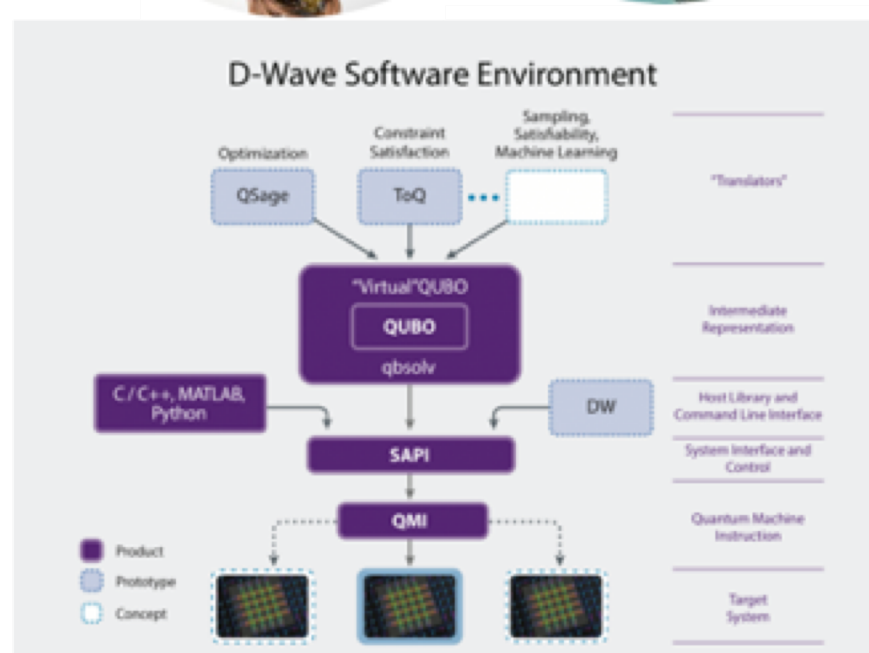 D-Wave Software Environment
Optimization
Constraint
Satisfaction
Sampling,
Satisfiability,
Machine Learning
"Translators"
QSage
ToQ
"Virtual"QUBO
QUBO
qbsolv
Intermediate
Representation
C / C++, MATLAB,
Python
DW
Host Library and
Command Line Interface
SAPI
System Interface and
Control
QMI
Quantum Machine
Instruction
Product
Prototype
Concept
Target
System